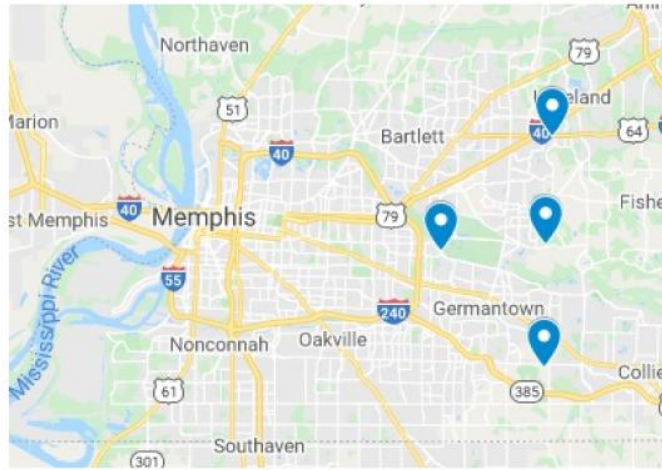 Northaven
79
Lakeland
51
Marion
Bartlett
40
64
40
40
79
Fishe
st Memphis
Memphis
55
Mississippi River
240
Germantown
Nonconnah
Oakville
Collie
61
385
Southaven
301